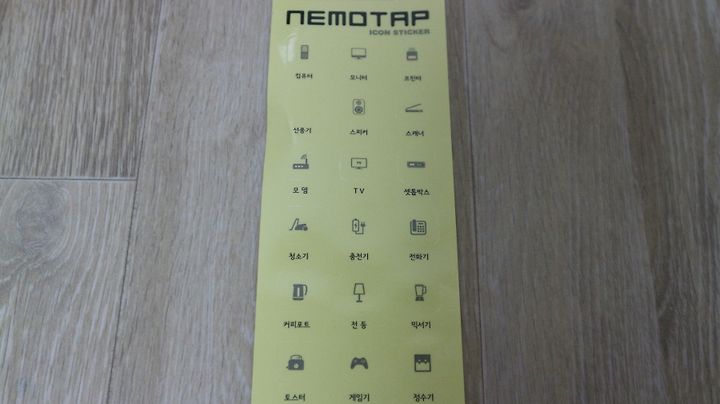 NEMOTAP
ICON STICKER
컴퓨터 모니터 프린터
선풍기 스피커 스캐너
모 뎀 TV 셋톱박스
청소기 충전기 전화기
커피포트 전 등 믹서기
토스터 게임기 정수기